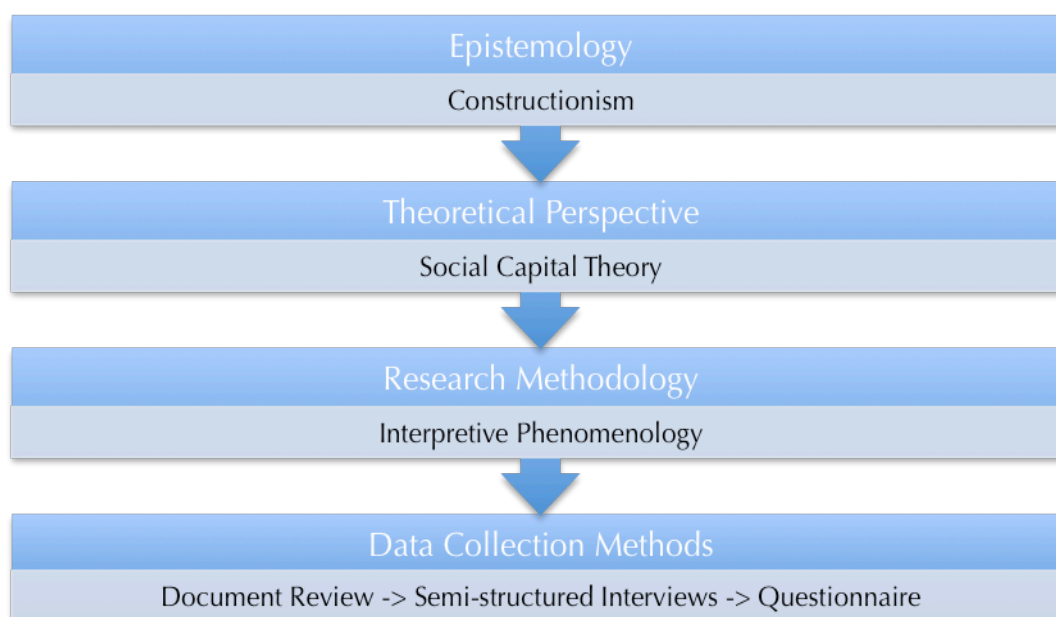 Epistemology
Constructionism
Theoretical Perspective
Social Capital Theory
Research Methodology
Interpretive Phenomenology
Data Collection Methods
Document Review -> Semi-structured Interviews -> Questionnaire